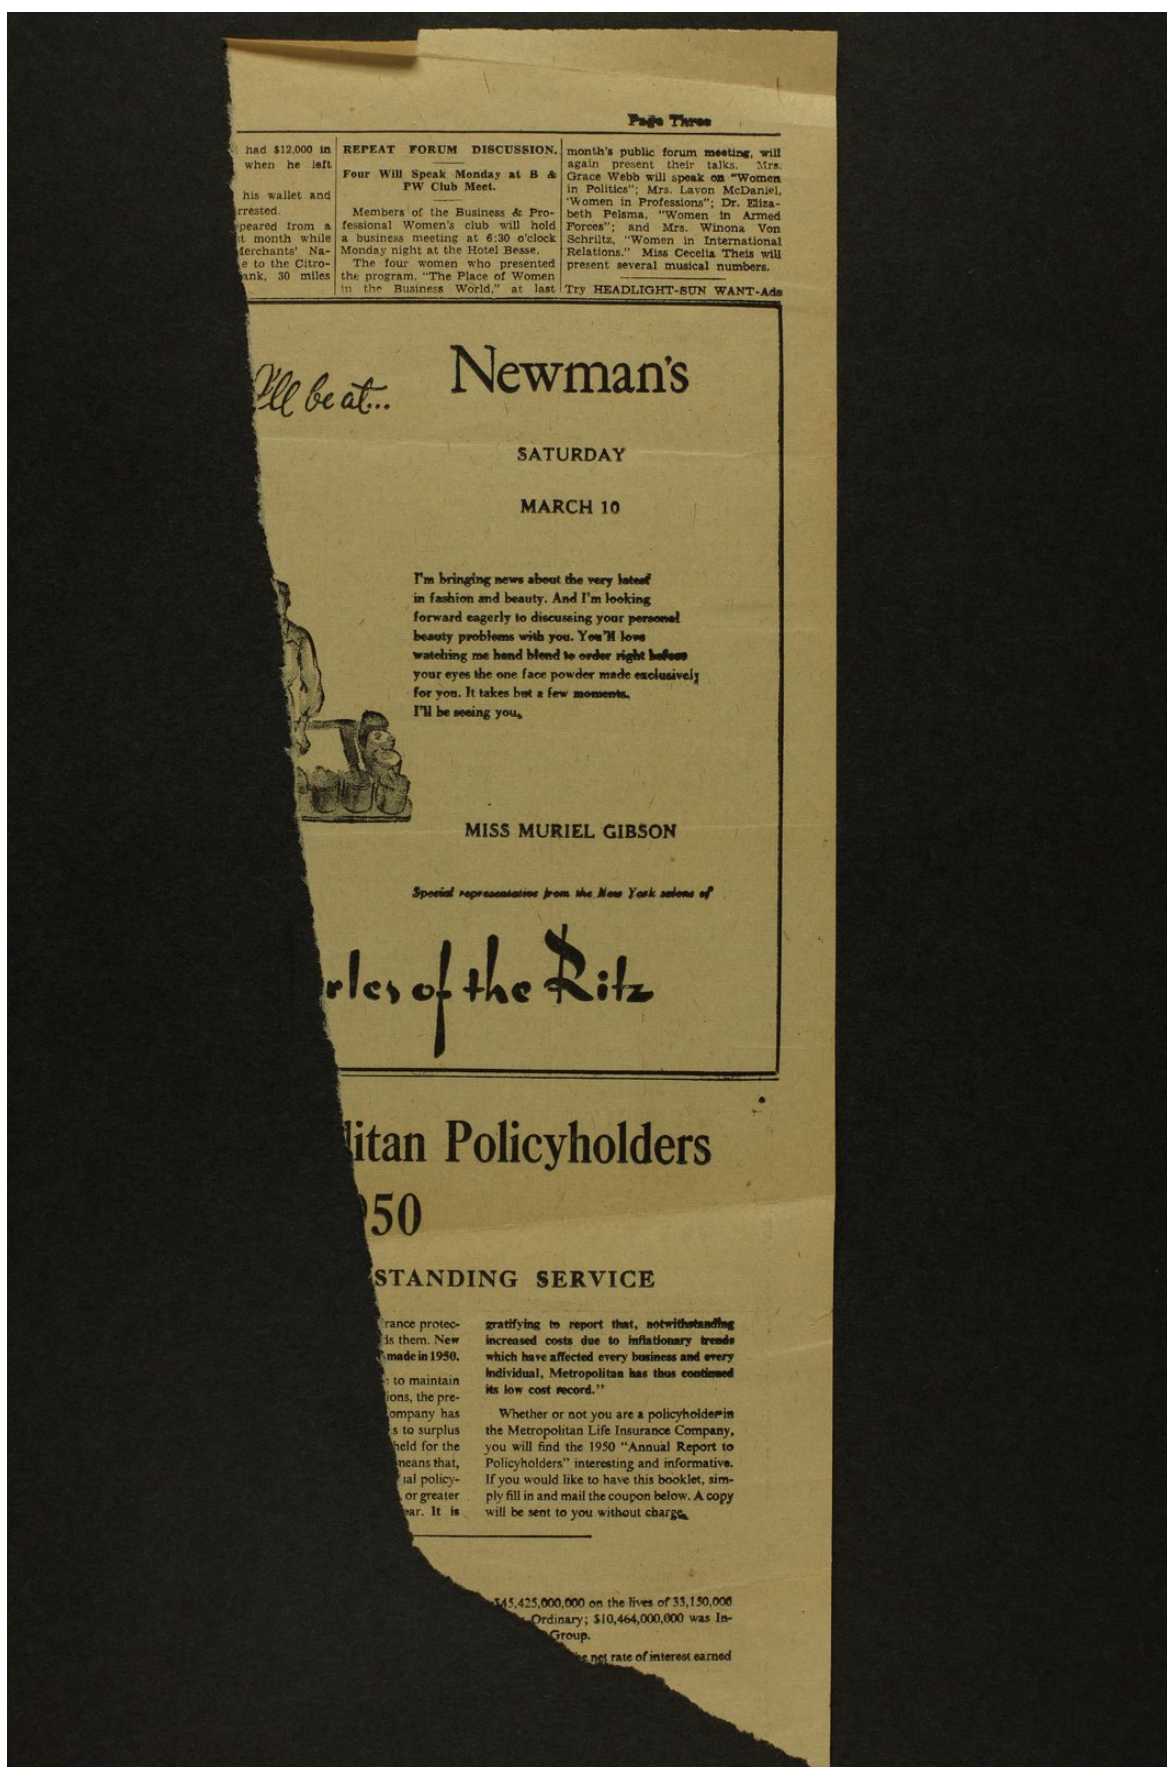 Page Three
had $12,000 in
when he left
his wallet and
rrested.
peared from a
t month while
ferchants' Na-
e to the Citro-
ank, 30 miles
REPEAT FORUM DISCUSSION.
Four Will Speak Monday at B &
PW Club Meet.
Members of the Business & Pro-
fessional Women's club will hold
a business meeting at 6:30 o'clock
Monday night at the Hotel Besse.
The four women who presented
the program, "The Place of Women
in the Business World," at last
month's public forum meeting, will
again present their talks. Mrs.
Grace Webb will speak on "Women
in Politics"; Mrs. Lavon McDaniel,
'Women in Professions"; Dr. Eliza-
beth Pelsma, "Women in Armed
Forces"; and Mrs. Winona Von
Schriltz, "Women in International
Relations." Miss Cecelia Theis will
present several musical numbers.
Try HEADLIGHT-SUN WANT-Ads
I'll be at...
Newman's
SATURDAY
MARCH 10
I'm bringing news about the very latest
in fashion and beauty. And I'm looking
forward eagerly to discussing your personal
beauty problems with you. You'll love
watching me hand blend to order right before
your eyes the one face powder made exclusively
for you. It takes but a few moments.
I'll be seeing you.
MISS MURIEL GIBSON
Special representative from the New York salons of
rles of the Ritz
litan Policyholders
950
STANDING SERVICE
rance protec-
is them. New
made in 1950.
to maintain
ions, the pre-
ompany has
s to surplus
held for the
means that,
ual policy-
or greater
ear. It is
gratifying to report that, notwithstanding
increased costs due to inflationary trends
which have affected every business and every
individual, Metropolitan has thus continued
its low cost record."
Whether or not you are a policyholder in
the Metropolitan Life Insurance Company,
you will find the 1950 "Annual Report to
Policyholders" interesting and informative.
If you would like to have this booklet, sim-
ply fill in and mail the coupon below. A copy
will be sent to you without charge.
$45,425,000,000 on the lives of 33,150,000
Ordinary; $10,464,000,000 was In-
Group.
net rate of interest earned